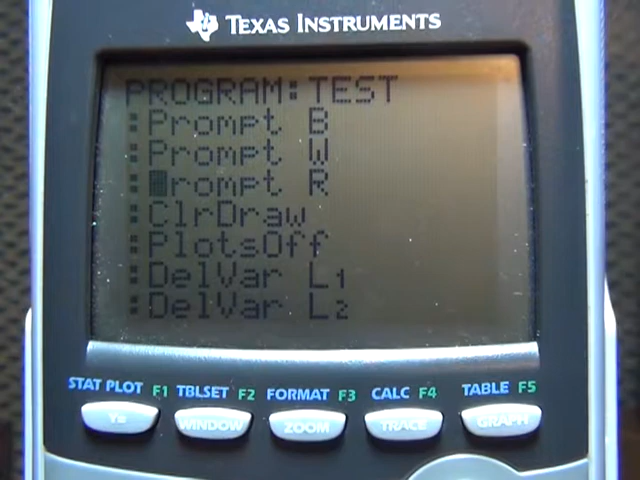 TEXAS INSTRUMENTS
PROGRAM:TEST
:Prompt B
:Prompt W
:Prompt R
:ClrDraw
:PlotsOff
:DelVar L₁
:DelVar L₂
STAT PLOT F1 TBLSET F2 FORMAT F3 CALC F4 TABLE F5
Y= WINDOW ZOOM TRACE GRAPH